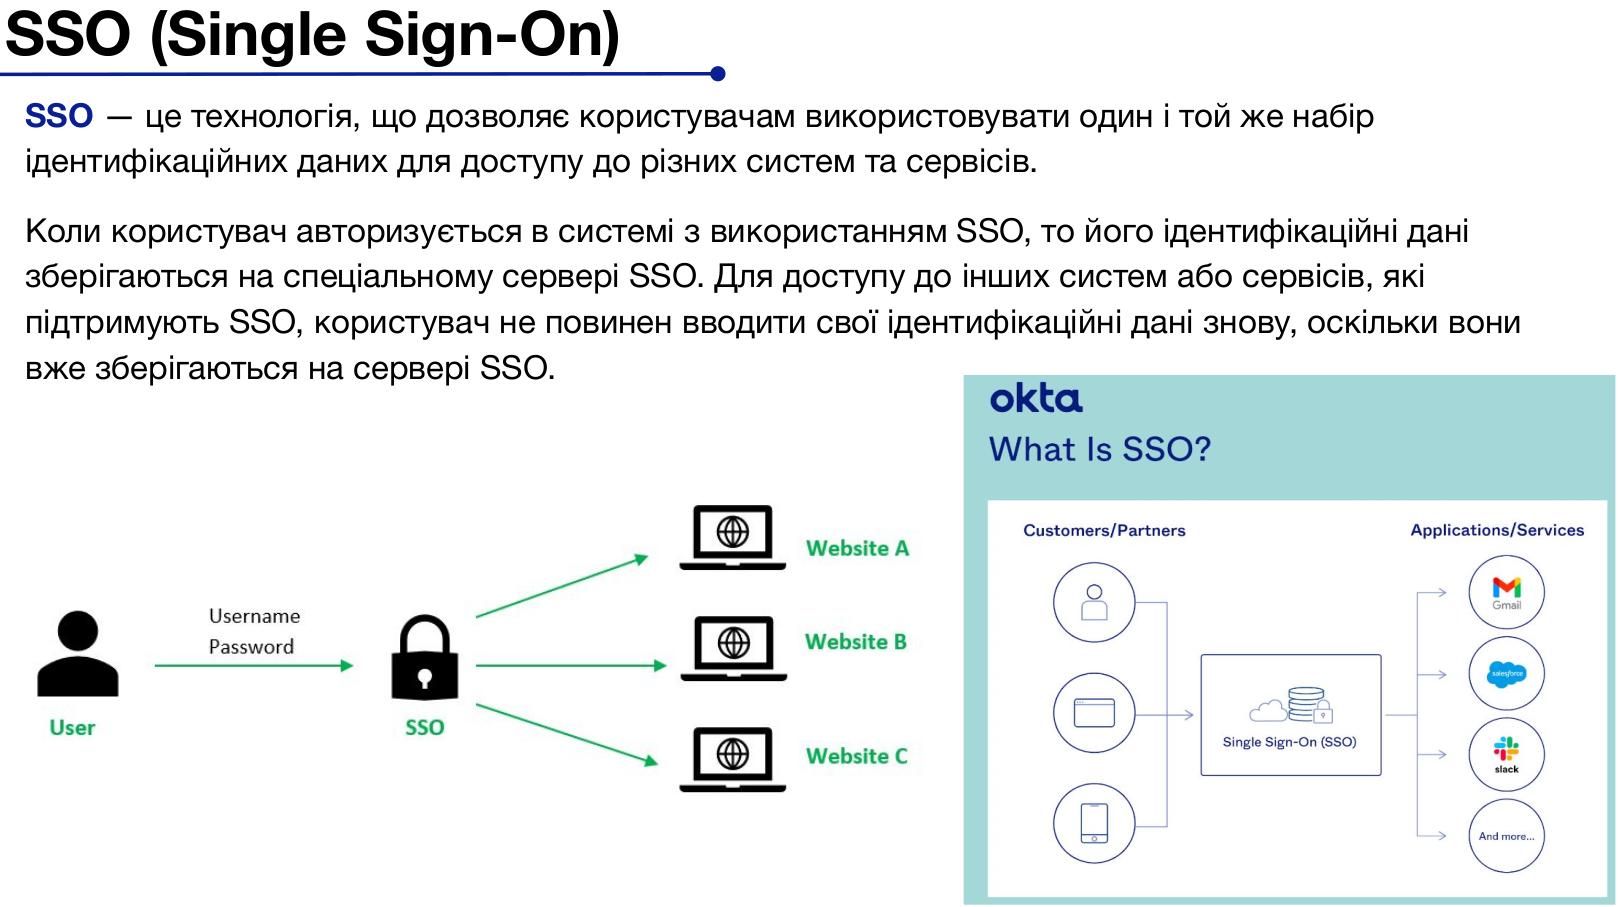 SSO (Single Sign-On)
SSO — це технологія, що дозволяє користувачам використовувати один і той же набір
ідентифікаційних даних для доступу до різних систем та сервісів.
Коли користувач авторизується в системі з використанням SSO, то його ідентифікаційні дані
зберігаються на спеціальному сервері SSO. Для доступу до інших систем або сервісів, які
підтримують SSO, користувач не повинен вводити свої ідентифікаційні дані знову, оскільки вони
вже зберігаються на сервері SSO.
Username
Password
User
SSO
Website A
Website B
Website C
okta
What Is SSO?
Customers/Partners
Applications/Services
Single Sign-On (SSO)
Gmail
salesforce
slack
And more...